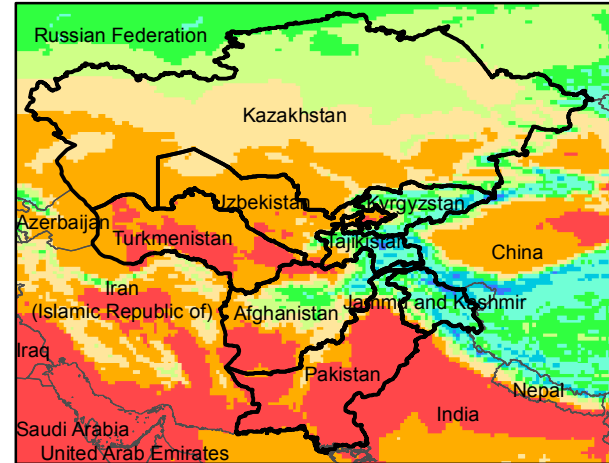 Russian Federation
Kazakhstan
Uzbekistan
Kyrgyzstan
Azerbaijan
Turkmenistan
Tajikistan
China
Iran
(Islamic Republic of)
Afghanistan
Jammu and Kashmir
Iraq
Pakistan
Nepal
India
Saudi Arabia
United Arab Emirates